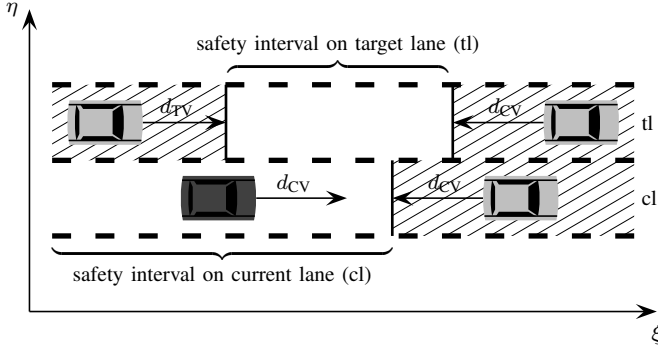 η
safety interval on target lane (tl)
d_TV d_CV tl
d_CV d_CV cl
safety interval on current lane (cl)
ξ